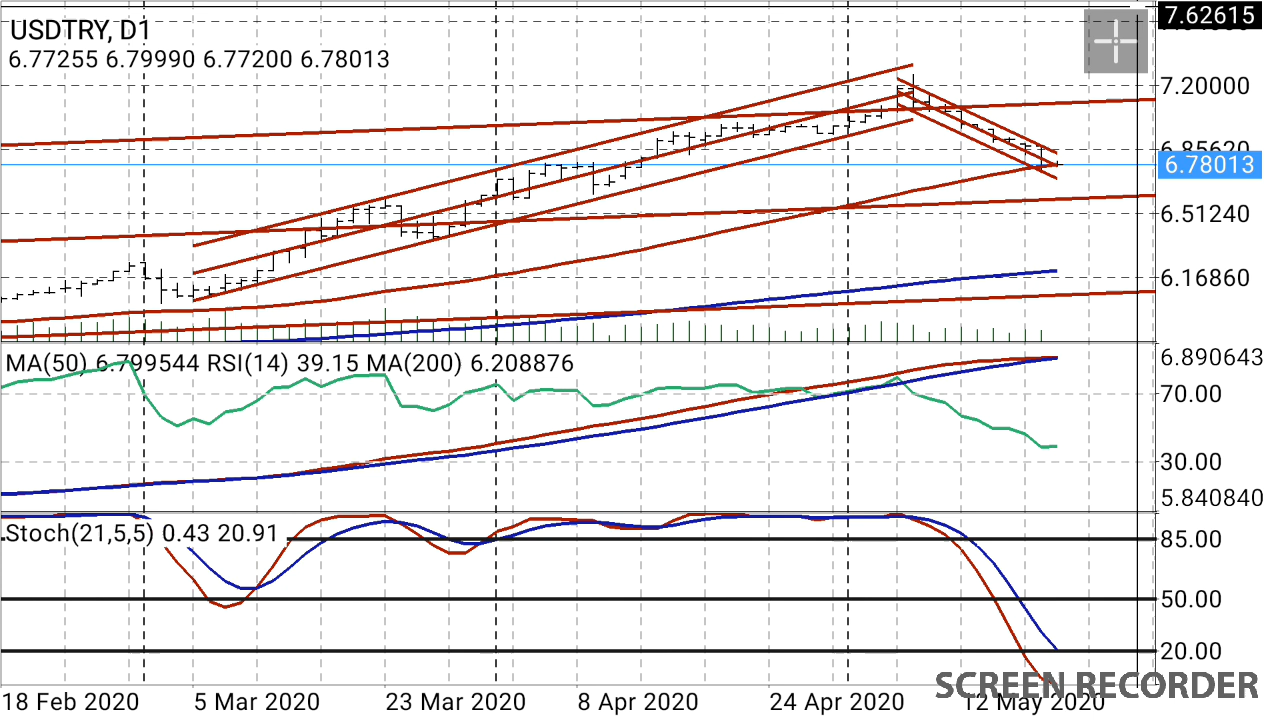 USDTRY, D1
6.77255 6.79990 6.77200 6.78013
7.62615
7.20000
6.85620
6.78013
6.51240
6.16860
MA(50) 6.799544 RSI(14) 39.15 MA(200) 6.208876
6.890643
70.00
30.00
5.840840
Stoch(21,5,5) 0.43 20.91
85.00
50.00
20.00
SCREEN RECORDER
18 Feb 2020 5 Mar 2020 23 Mar 2020 8 Apr 2020 24 Apr 2020 12 May 2020